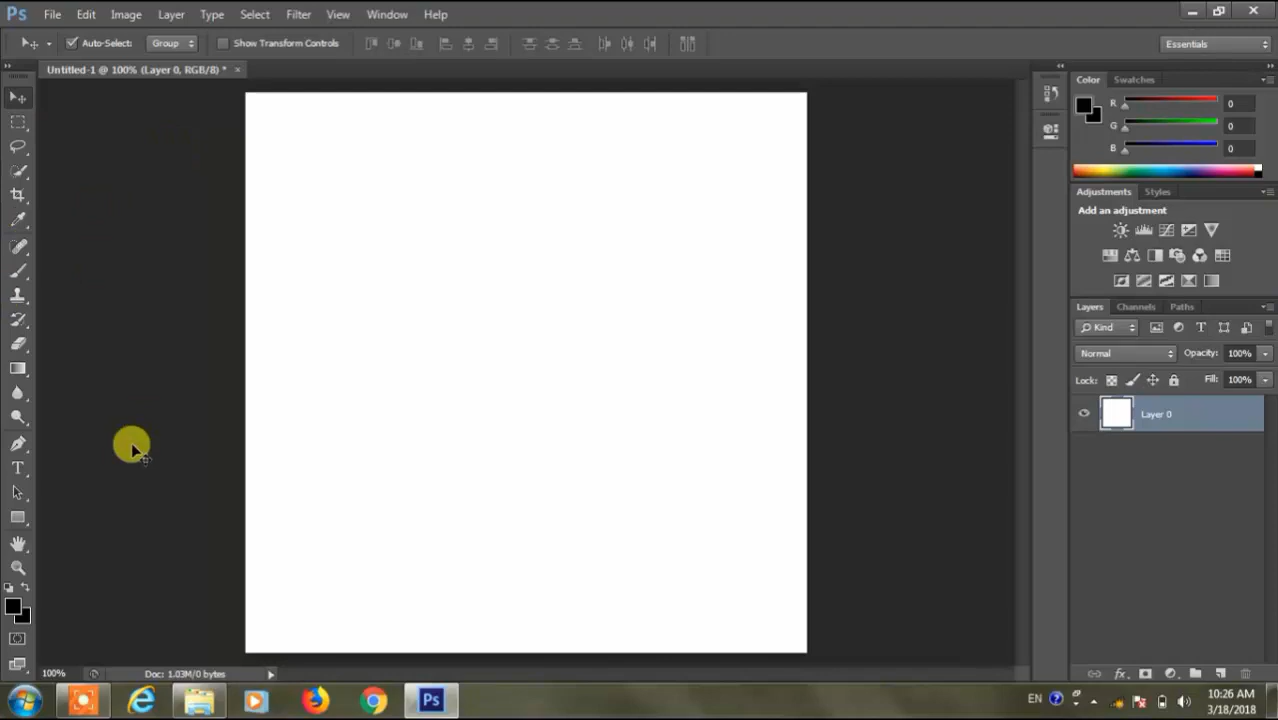 Ps File Edit Image Layer Type Select Filter View Window Help
Auto-Select: Group Show Transform Controls Essentials
Untitled-1 @ 100% (Layer 0, RGB/8) * ×
Color Swatches
R 0
G 0
B 0
Adjustments Styles
Add an adjustment
Layers Channels Paths
Kind
Normal Opacity: 100%
Lock: Fill: 100%
Layer 0
T
100% Doc: 1.03M/0 bytes fx
Ps EN 10:26 AM
3/18/2018